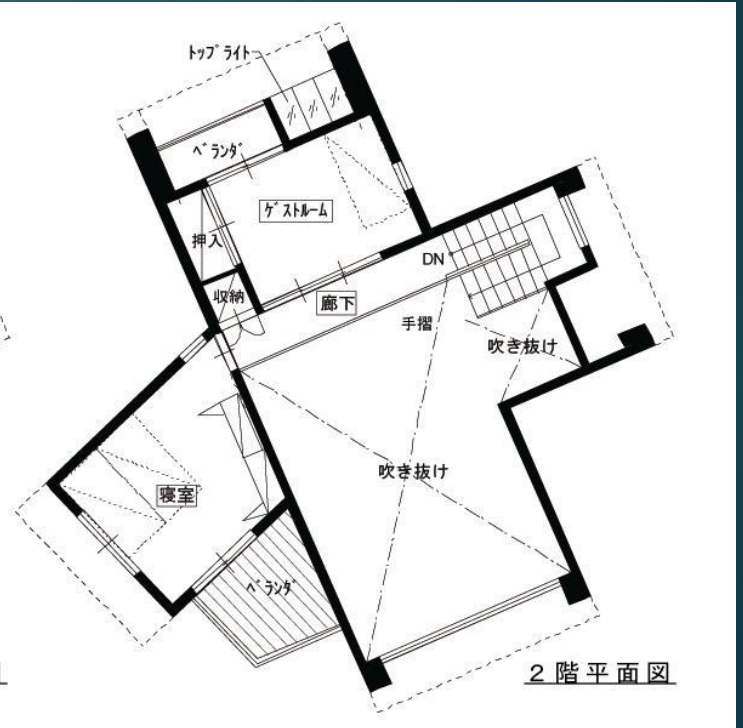 トップライト
ベランダ
ゲストルーム
押入
収納
廊下
DN
手摺
吹き抜け
吹き抜け
寝室
ベランダ
2階平面図